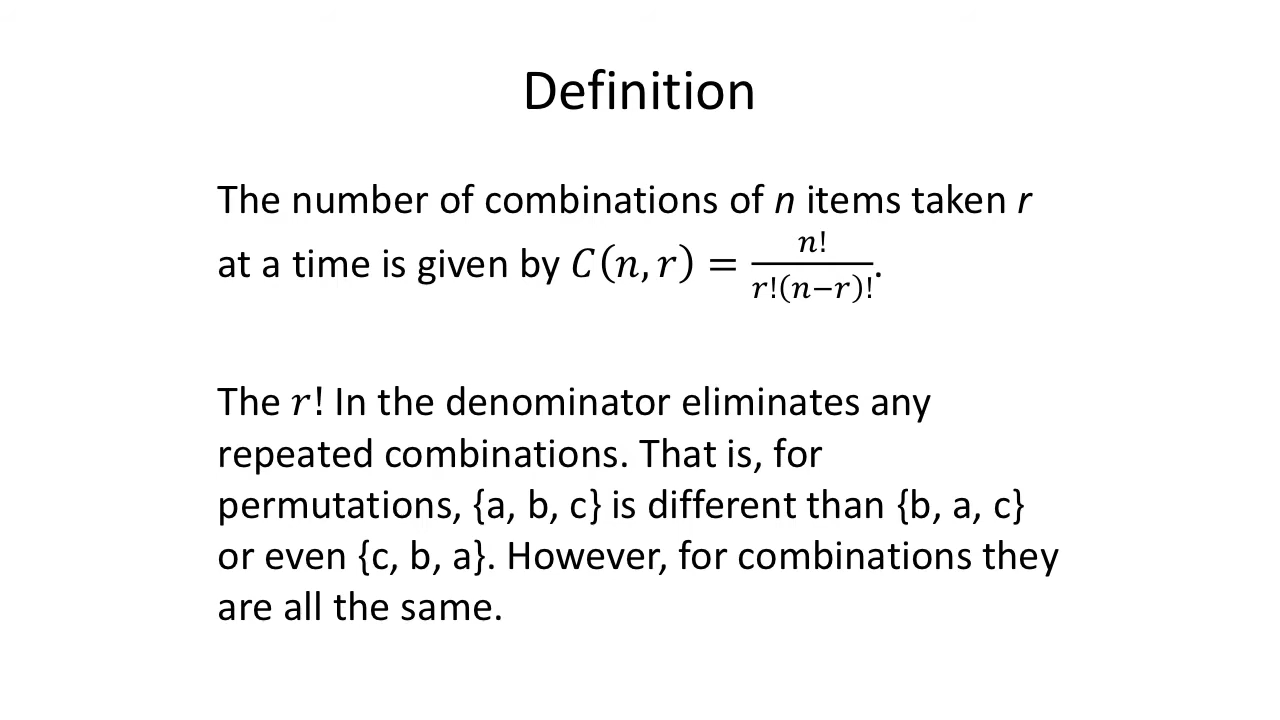 Definition
The number of combinations of n items taken r
at a time is given by C(n, r) = n! / r!(n−r)!.
The r! In the denominator eliminates any
repeated combinations. That is, for
permutations, {a, b, c} is different than {b, a, c}
or even {c, b, a}. However, for combinations they
are all the same.